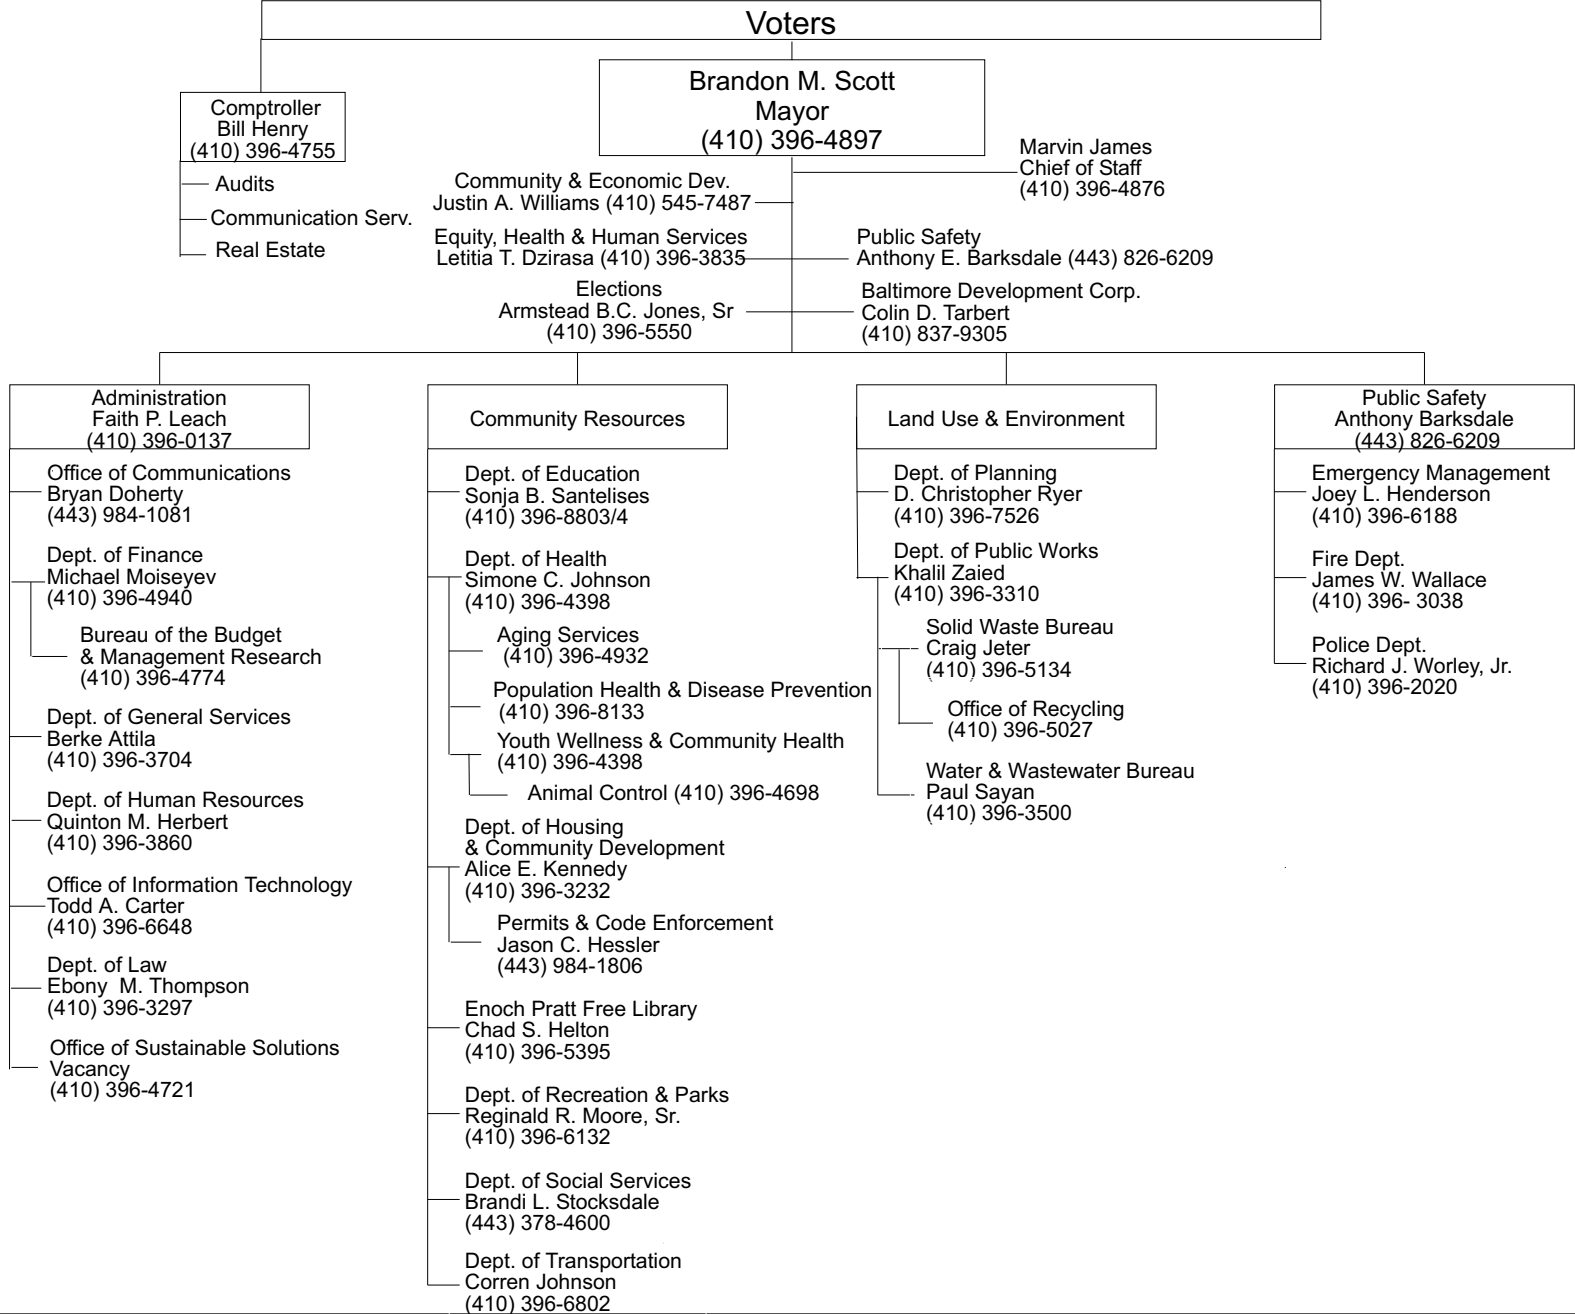 Voters
Brandon M. Scott
Mayor
(410) 396-4897
Comptroller
Bill Henry
(410) 396-4755
Audits
Communication Serv.
Real Estate
Marvin James
Chief of Staff
(410) 396-4876
Community & Economic Dev.
Justin A. Williams (410) 545-7487
Equity, Health & Human Services
Letitia T. Dzirasa (410) 396-3835
Public Safety
Anthony E. Barksdale (443) 826-6209
Elections
Armstead B.C. Jones, Sr
(410) 396-5550
Baltimore Development Corp.
Colin D. Tarbert
(410) 837-9305
Administration
Faith P. Leach
(410) 396-0137
Office of Communications
Bryan Doherty
(443) 984-1081
Dept. of Finance
Michael Moiseyev
(410) 396-4940
Bureau of the Budget
& Management Research
(410) 396-4774
Dept. of General Services
Berke Attila
(410) 396-3704
Dept. of Human Resources
Quinton M. Herbert
(410) 396-3860
Office of Information Technology
Todd A. Carter
(410) 396-6648
Dept. of Law
Ebony M. Thompson
(410) 396-3297
Office of Sustainable Solutions
Vacancy
(410) 396-4721
Community Resources
Dept. of Education
Sonja B. Santelises
(410) 396-8803/4
Dept. of Health
Simone C. Johnson
(410) 396-4398
Aging Services
(410) 396-4932
Population Health & Disease Prevention
(410) 396-8133
Youth Wellness & Community Health
(410) 396-4398
Animal Control (410) 396-4698
Dept. of Housing
& Community Development
Alice E. Kennedy
(410) 396-3232
Permits & Code Enforcement
Jason C. Hessler
(443) 984-1806
Enoch Pratt Free Library
Chad S. Helton
(410) 396-5395
Dept. of Recreation & Parks
Reginald R. Moore, Sr.
(410) 396-6132
Dept. of Social Services
Brandi L. Stocksdale
(443) 378-4600
Dept. of Transportation
Corren Johnson
(410) 396-6802
Land Use & Environment
Dept. of Planning
D. Christopher Ryer
(410) 396-7526
Dept. of Public Works
Khalil Zaied
(410) 396-3310
Solid Waste Bureau
Craig Jeter
(410) 396-5134
Office of Recycling
(410) 396-5027
Water & Wastewater Bureau
Paul Sayan
(410) 396-3500
Public Safety
Anthony Barksdale
(443) 826-6209
Emergency Management
Joey L. Henderson
(410) 396-6188
Fire Dept.
James W. Wallace
(410) 396- 3038
Police Dept.
Richard J. Worley, Jr.
(410) 396-2020